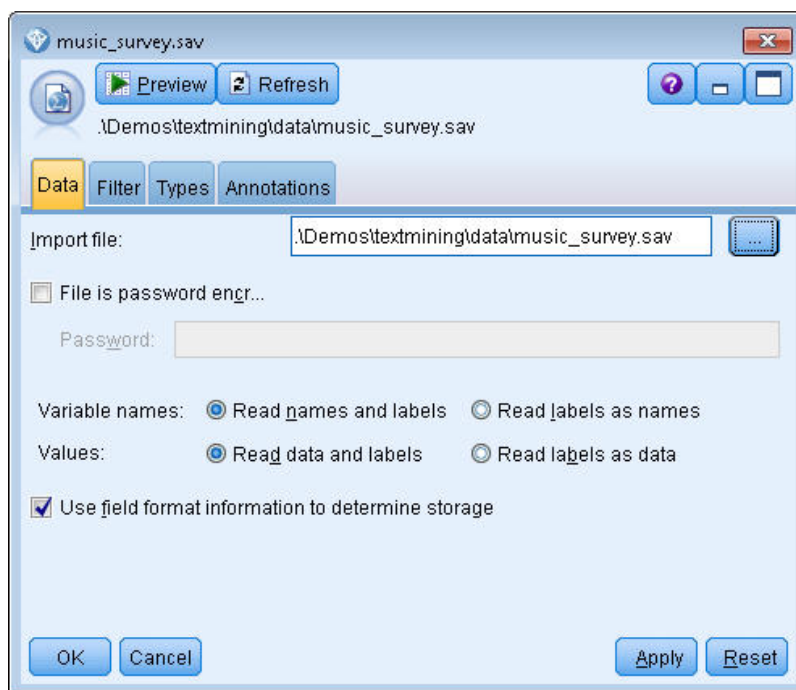 music_survey.sav
Preview Refresh
.\Demos\textmining\data\music_survey.sav
Data Filter Types Annotations
Import file: .\Demos\textmining\data\music_survey.sav ...
File is password encr...
Password:
Variable names: Read names and labels Read labels as names
Values: Read data and labels Read labels as data
Use field format information to determine storage
OK Cancel Apply Reset